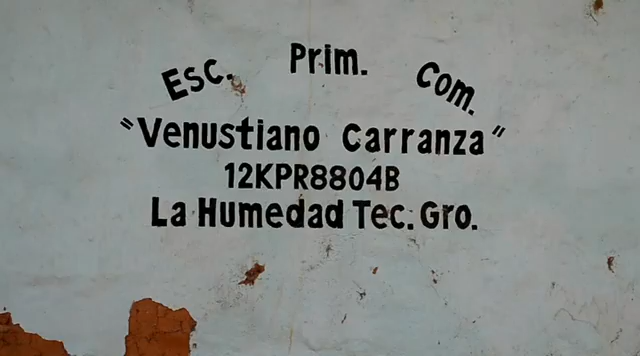 Esc. Prim. Com.
"Venustiano Carranza"
12KPR8804B
La Humedad Tec. Gro.